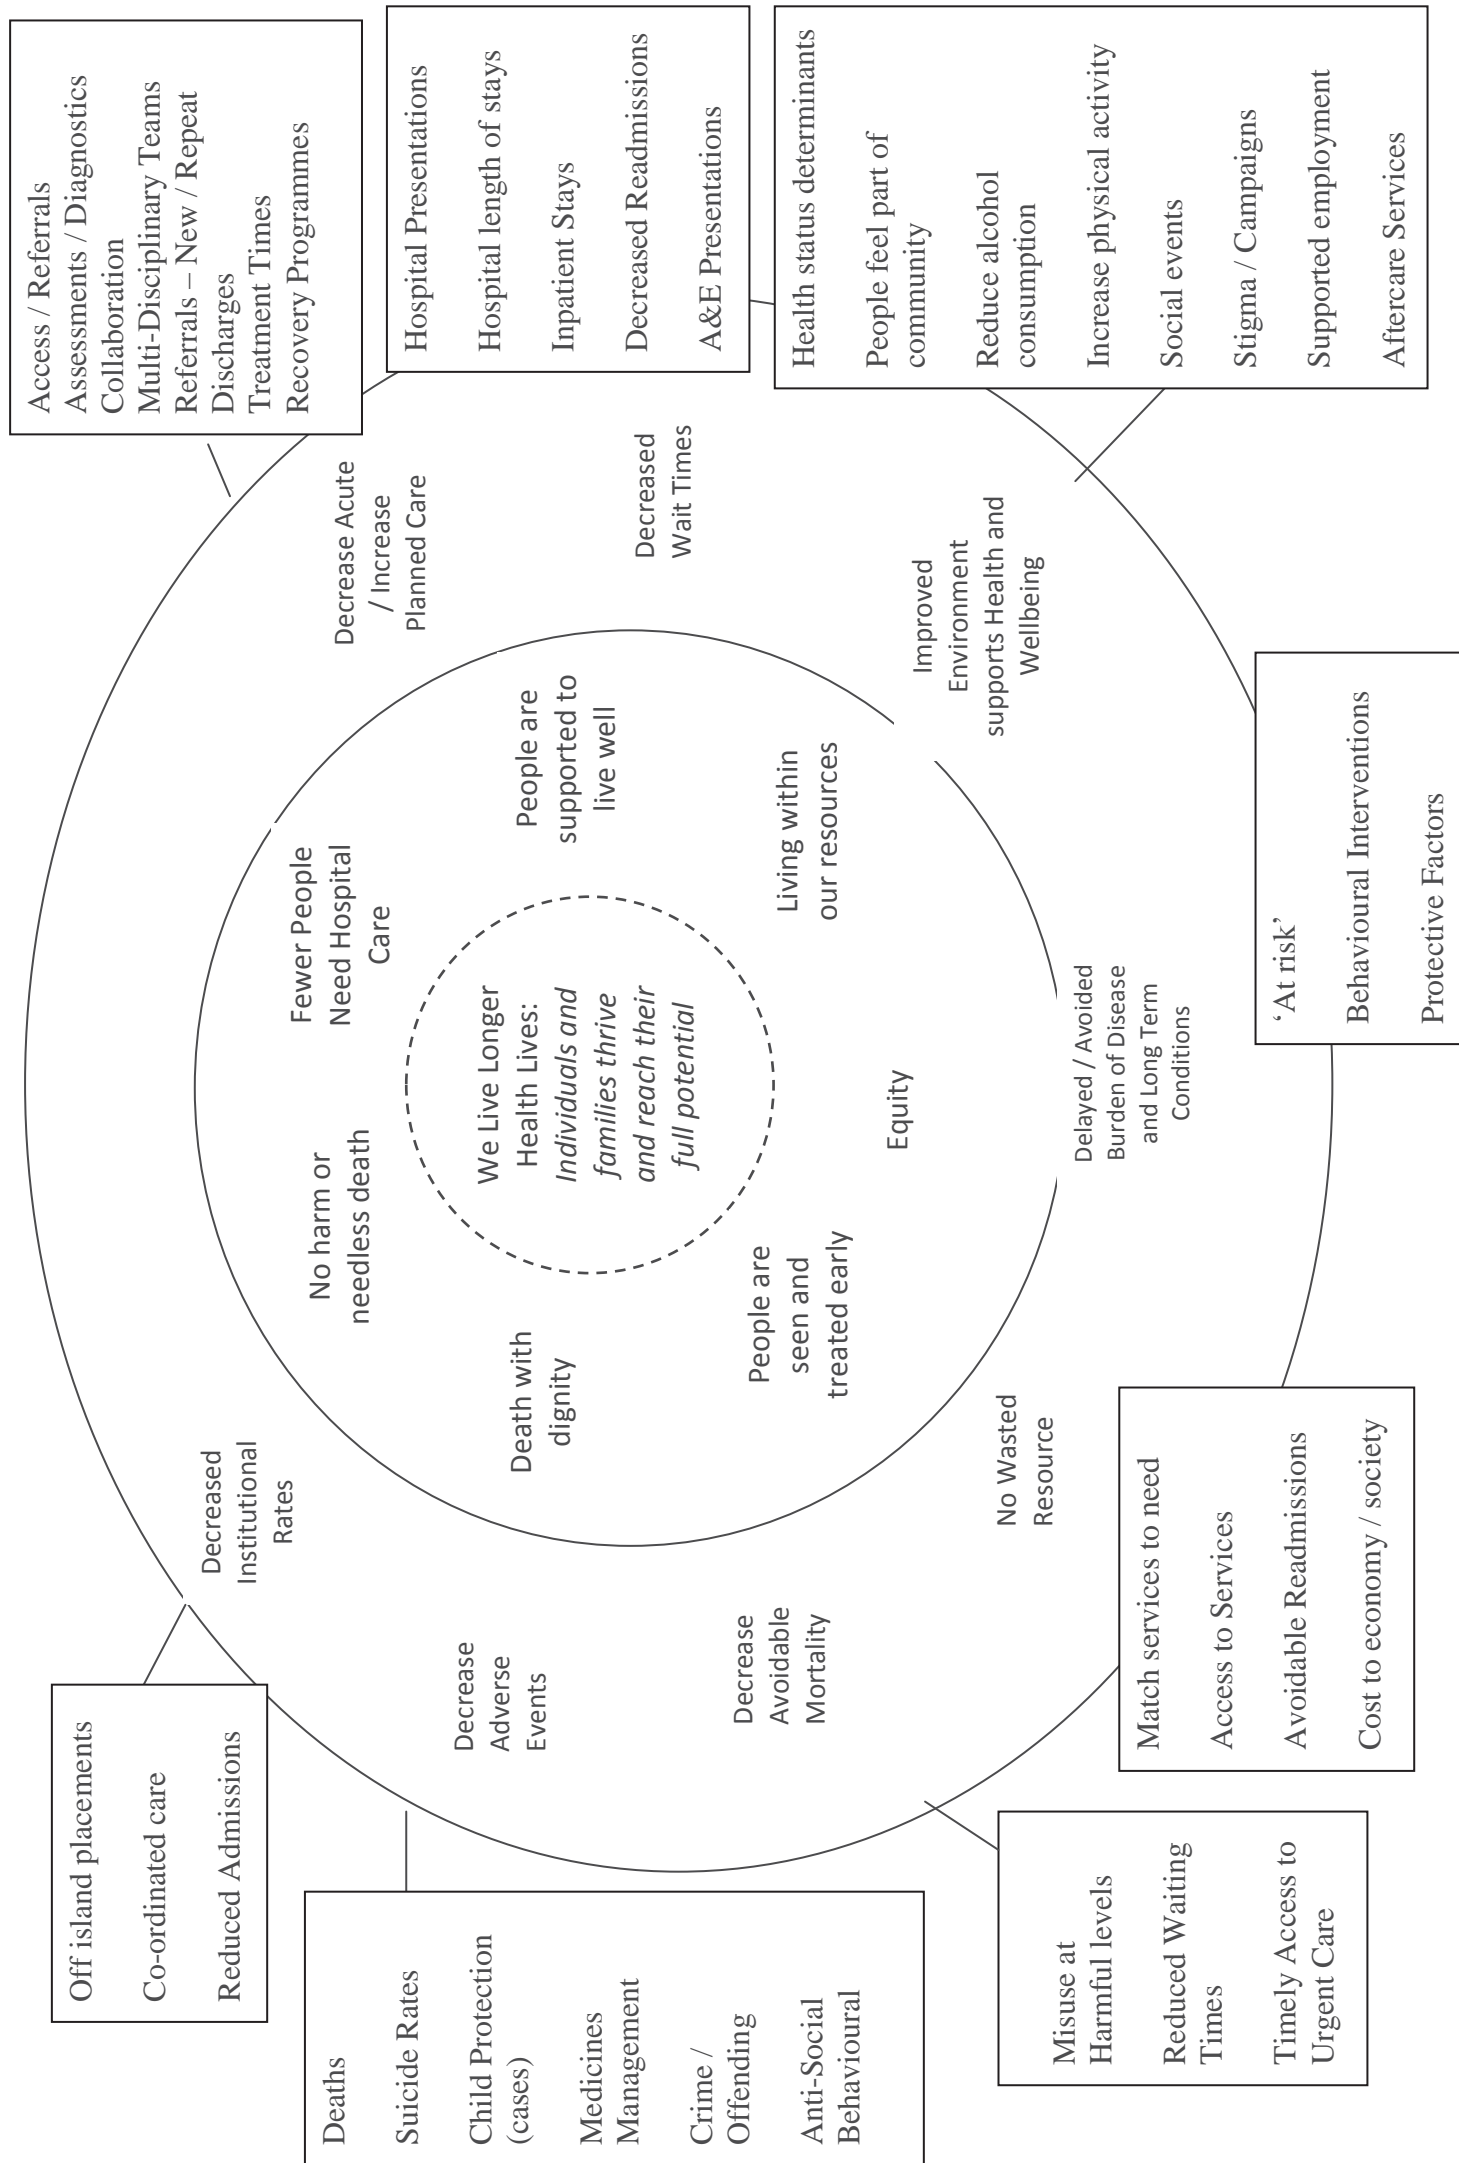 Access / Referrals
Assessments / Diagnostics
Collaboration
Multi-Disciplinary Teams
Referrals – New / Repeat
Discharges
Treatment Times
Recovery Programmes
Hospital Presentations
Hospital length of stays
Inpatient Stays
Decreased Readmissions
A&E Presentations
Health status determinants
People feel part of
community
Reduce alcohol
consumption
Increase physical activity
Social events
Stigma / Campaigns
Supported employment
Aftercare Services
Decrease Acute
/ Increase
Planned Care
Decreased
Wait Times
Improved
Environment
supports Health and
Wellbeing
Fewer People
Need Hospital
Care
People are
supported to
live well
Living within
our resources
No harm or
needless death
We Live Longer
Health Lives:
Individuals and
families thrive
and reach their
full potential
Equity
Delayed / Avoided
Burden of Disease
and Long Term
Conditions
‘At risk’
Behavioural Interventions
Protective Factors
Death with
dignity
People are
seen and
treated early
Decreased
Institutional
Rates
Decrease
Adverse
Events
Decrease
Avoidable
Mortality
No Wasted
Resource
Match services to need
Access to Services
Avoidable Readmissions
Cost to economy / society
Off island placements
Co-ordinated care
Reduced Admissions
Deaths
Suicide Rates
Child Protection
(cases)
Medicines
Management
Crime /
Offending
Anti-Social
Behavioural
Misuse at
Harmful levels
Reduced Waiting
Times
Timely Access to
Urgent Care